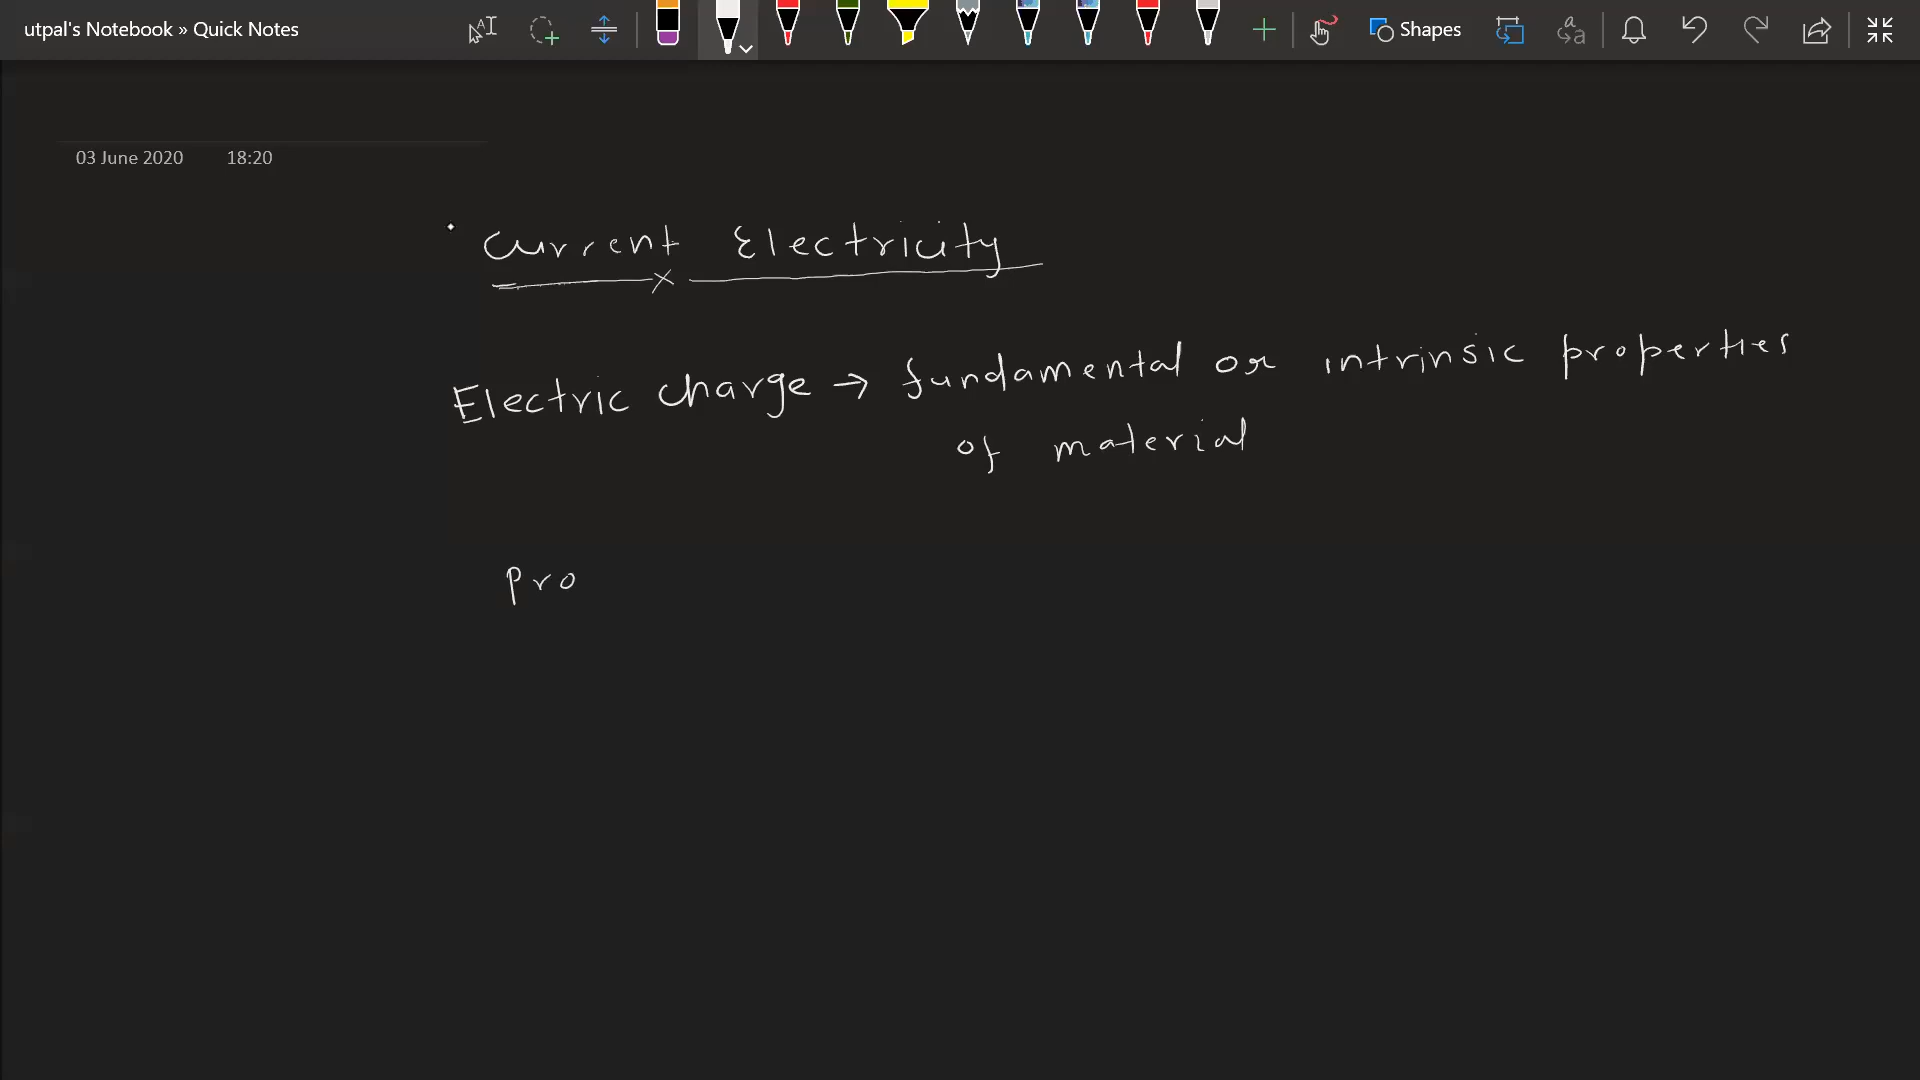 utpal's Notebook » Quick Notes
Shapes
03 June 2020 18:20
Current Electricity
Electric charge → fundamental or intrinsic properties
of material
Pro